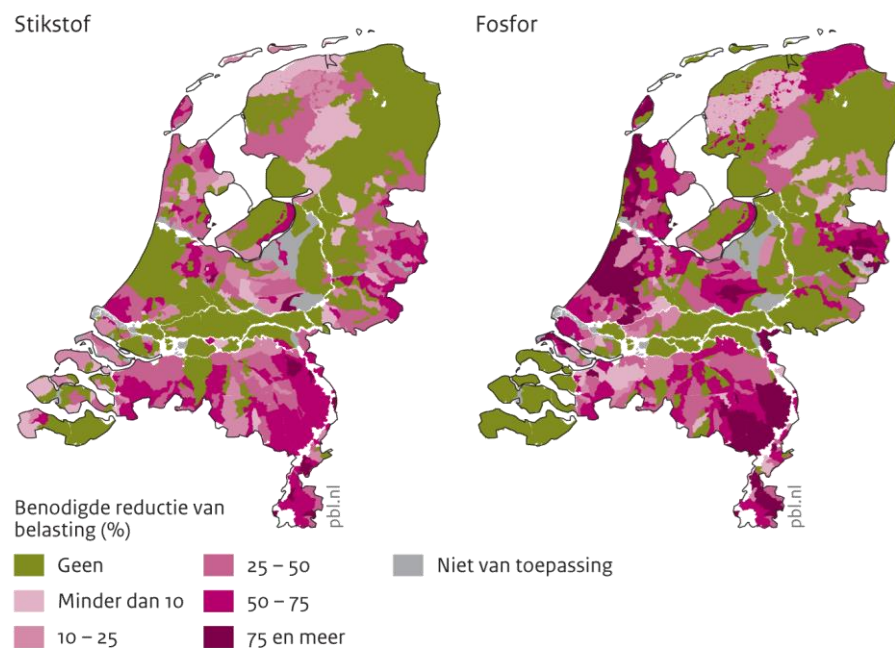 Stikstof
Fosfor
pbl.nl
pbl.nl
Benodigde reductie van
belasting (%)
Geen
Minder dan 10
10 – 25
25 – 50
50 – 75
75 en meer
Niet van toepassing